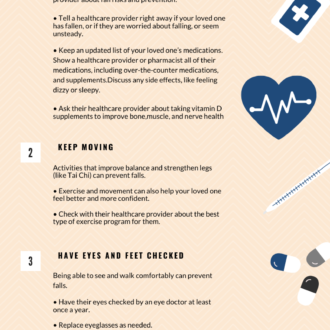 provider about fall risks and prevention.
• Tell a healthcare provider right away if your loved one
has fallen, or if they are worried about falling, or seem
unsteady.
• Keep an updated list of your loved one's medications.
Show a healthcare provider or pharmacist all of their
medications, including over-the-counter medications,
and supplements.Discuss any side effects, like feeling
dizzy or sleepy.
• Ask their healthcare provider about taking vitamin D
supplements to improve bone,muscle, and nerve health
2 KEEP MOVING
Activities that improve balance and strengthen legs
(like Tai Chi) can prevent falls.
• Exercise and movement can also help your loved one
feel better and more confident.
• Check with their healthcare provider about the best
type of exercise program for them.
3 HAVE EYES AND FEET CHECKED
Being able to see and walk comfortably can prevent
falls.
• Have their eyes checked by an eye doctor at least
once a year.
• Replace eyeglasses as needed.